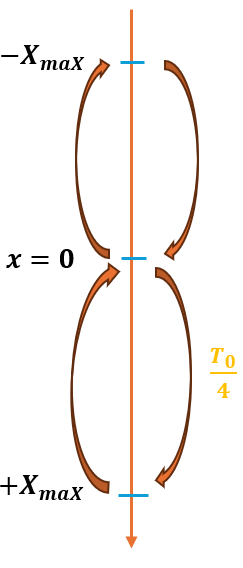 −X_maX
x = 0
T_0/4
+X_maX